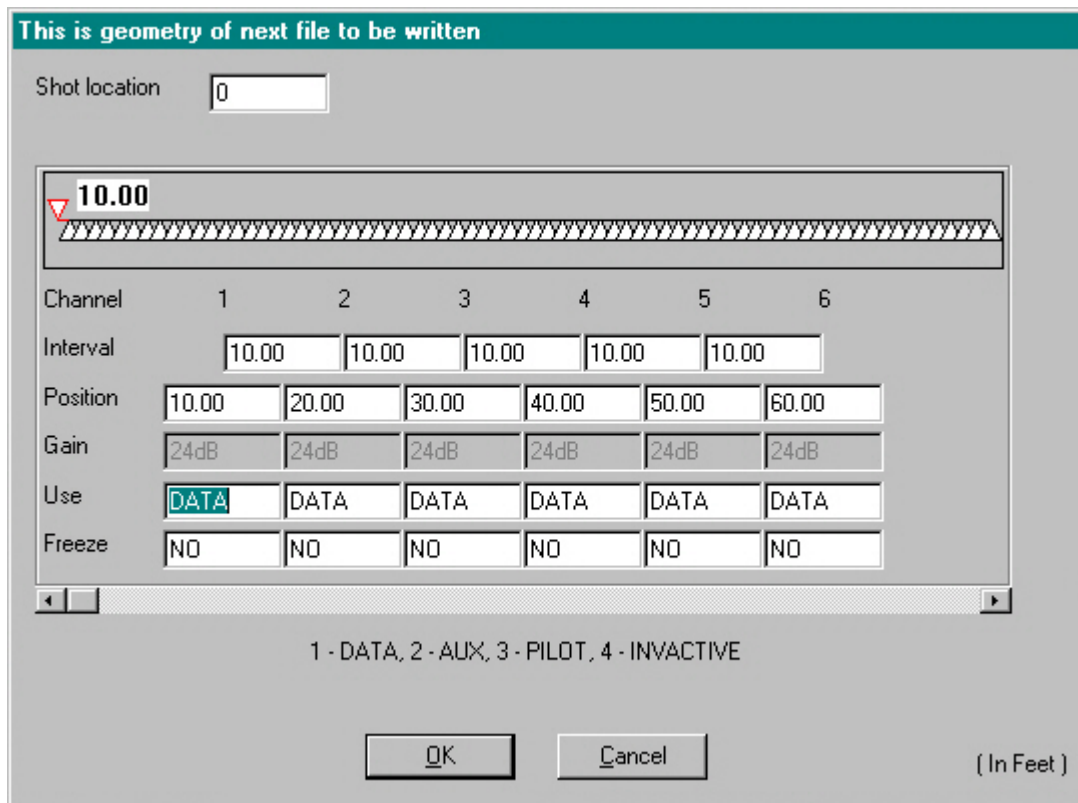 This is geometry of next file to be written
Shot location 0
10.00
Channel 1 2 3 4 5 6
Interval 10.00 10.00 10.00 10.00 10.00
Position 10.00 20.00 30.00 40.00 50.00 60.00
Gain 24dB 24dB 24dB 24dB 24dB 24dB
Use DATA DATA DATA DATA DATA DATA
Freeze NO NO NO NO NO NO
1 - DATA, 2 - AUX, 3 - PILOT, 4 - INVACTIVE
OK Cancel ( In Feet )